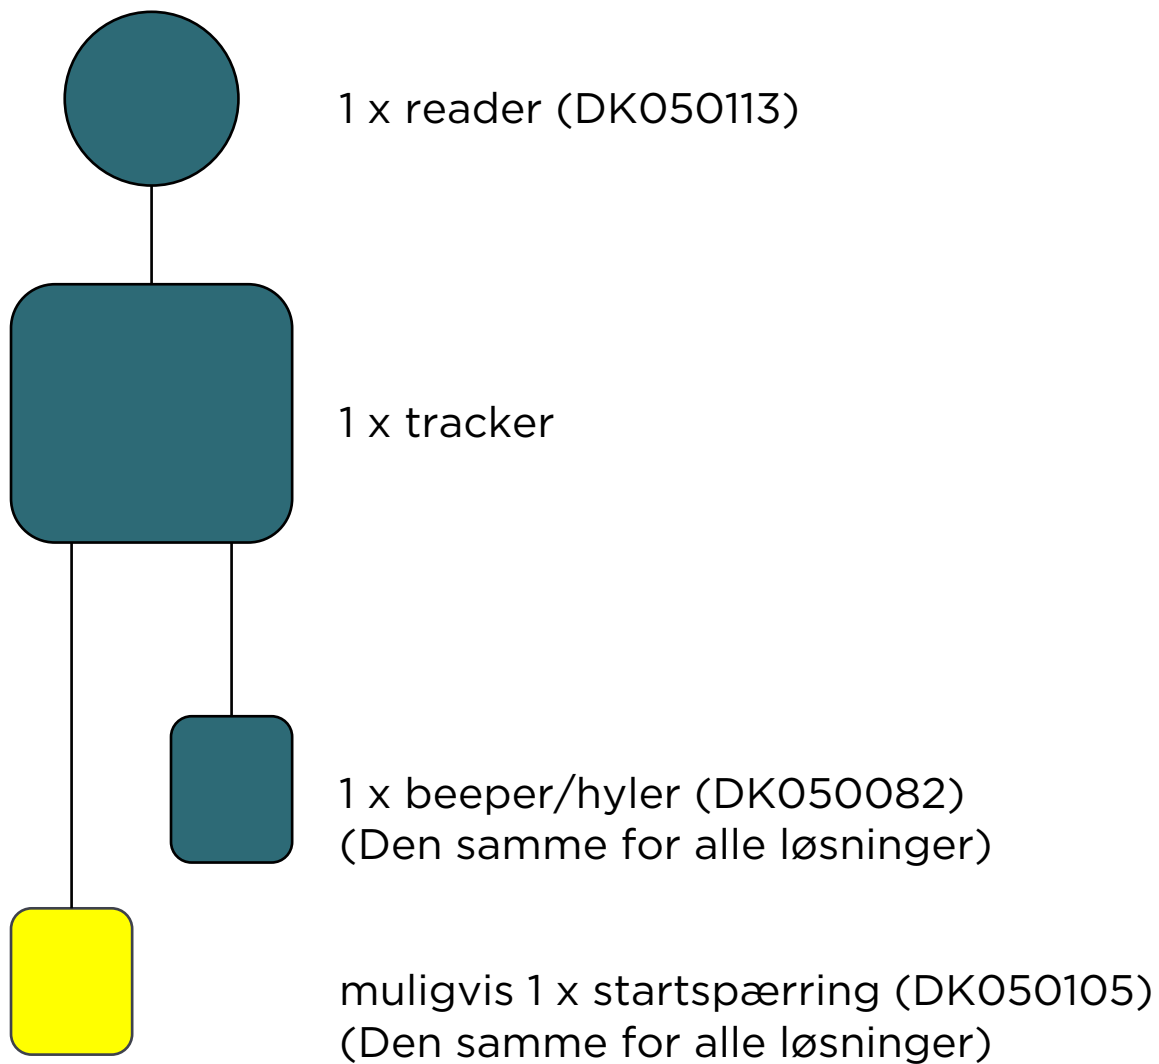 1 x reader (DK050113)
1 x tracker
1 x beeper/hyler (DK050082)
(Den samme for alle løsninger)
muligvis 1 x startspærring (DK050105)
(Den samme for alle løsninger)